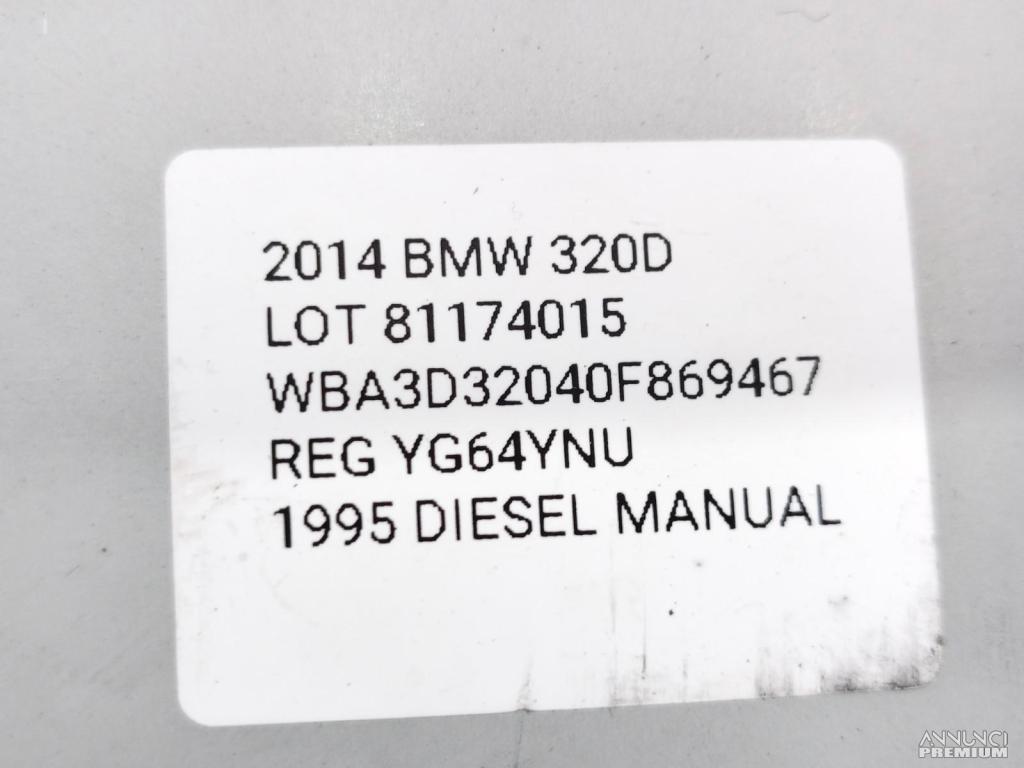 2014 BMW 320D
LOT 81174015
WBA3D32040F869467
REG YG64YNU
1995 DIESEL MANUAL
ANNUNCI
PREMIUM